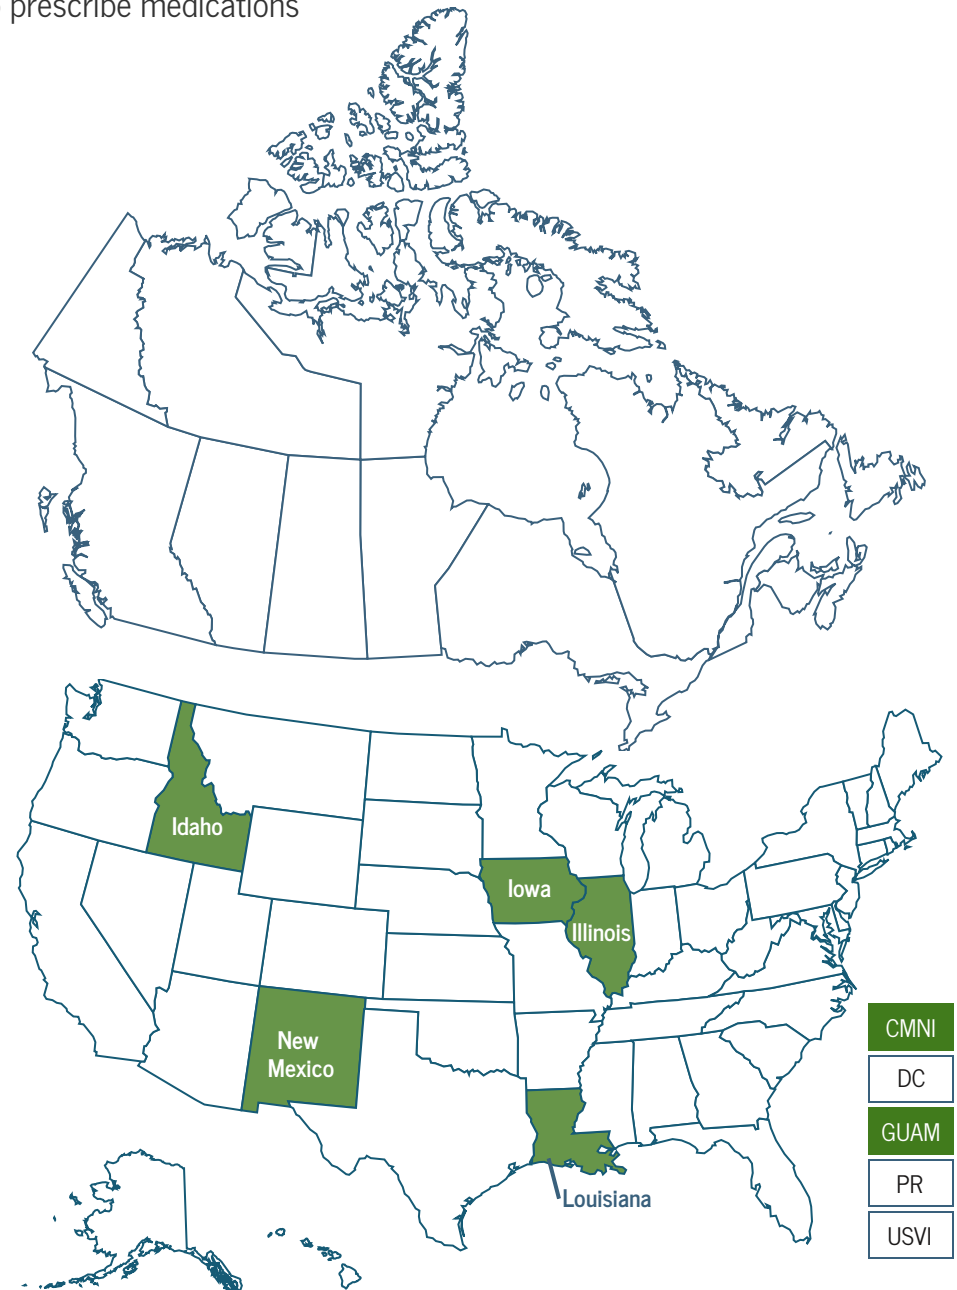 prescribe medications
Idaho
Iowa
Illinois
New
Mexico
Louisiana
CMNI
DC
GUAM
PR
USVI